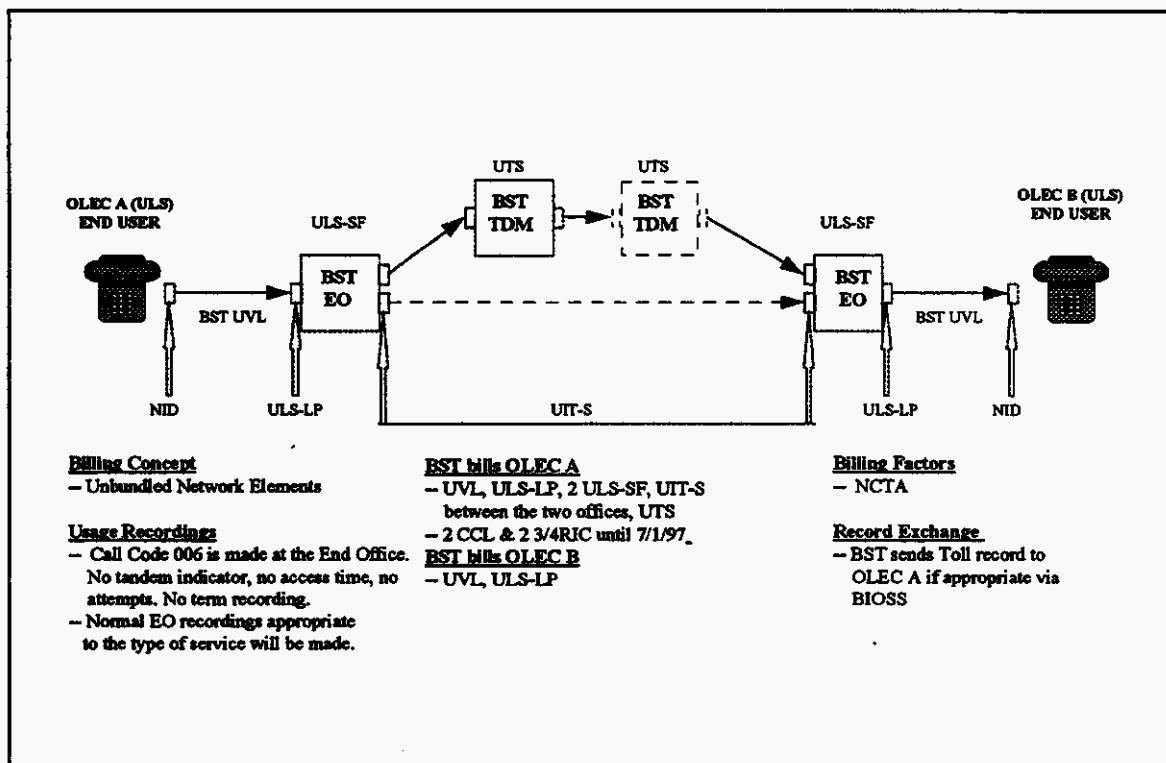 UTS
UTS
OLEC A (ULS)
END USER
ULS-SF
BST
TDM
BST
TDM
ULS-SF
OLEC B (ULS)
END USER
BST
EO
BST
EO
BST UVL
BST UVL
NID
ULS-LP
UIT-S
ULS-LP
NID
Billing Concept
– Unbundled Network Elements
Usage Recordings
– Call Code 006 is made at the End Office.
No tandem indicator, no access time, no
attempts. No term recording.
– Normal EO recordings appropriate
to the type of service will be made.
BST bills OLEC A
– UVL, ULS-LP, 2 ULS-SF, UIT-S
between the two offices, UTS
– 2 CCL & 2 3/4RIC until 7/1/97
BST bills OLEC B
– UVL, ULS-LP
Billing Factors
– NCTA
Record Exchange
– BST sends Toll record to
OLEC A if appropriate via
BIOSS